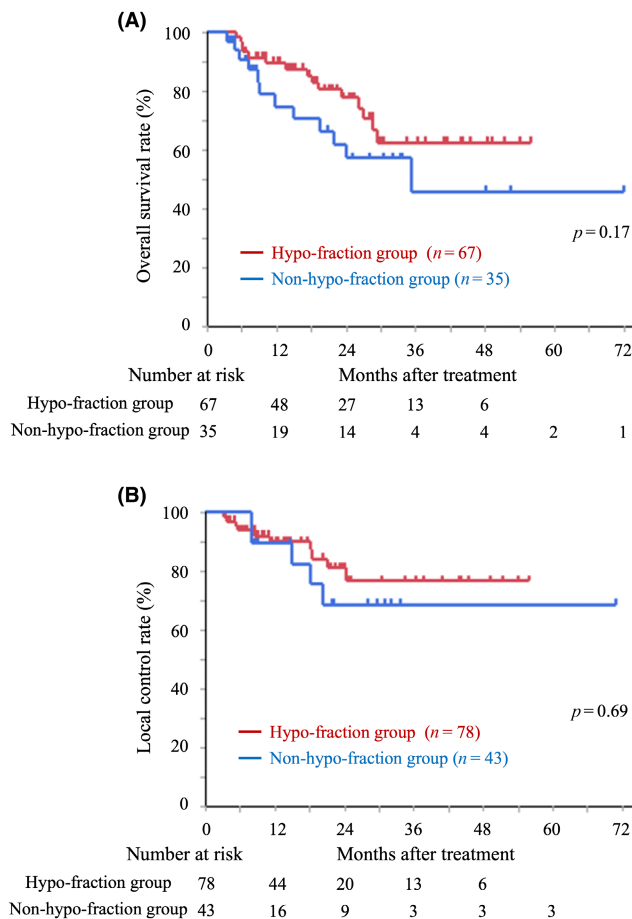 (A)
Overall survival rate (%)
100
80
60
40
20
0
p = 0.17
Hypo-fraction group (n = 67)
Non-hypo-fraction group (n = 35)
0 12 24 36 48 60 72
Number at risk Months after treatment
Hypo-fraction group 67 48 27 13 6
Non-hypo-fraction group 35 19 14 4 4 2 1
(B)
Local control rate (%)
100
80
60
40
20
0
p = 0.69
Hypo-fraction group (n = 78)
Non-hypo-fraction group (n = 43)
0 12 24 36 48 60 72
Number at risk Months after treatment
Hypo-fraction group 78 44 20 13 6
Non-hypo-fraction group 43 16 9 3 3 3